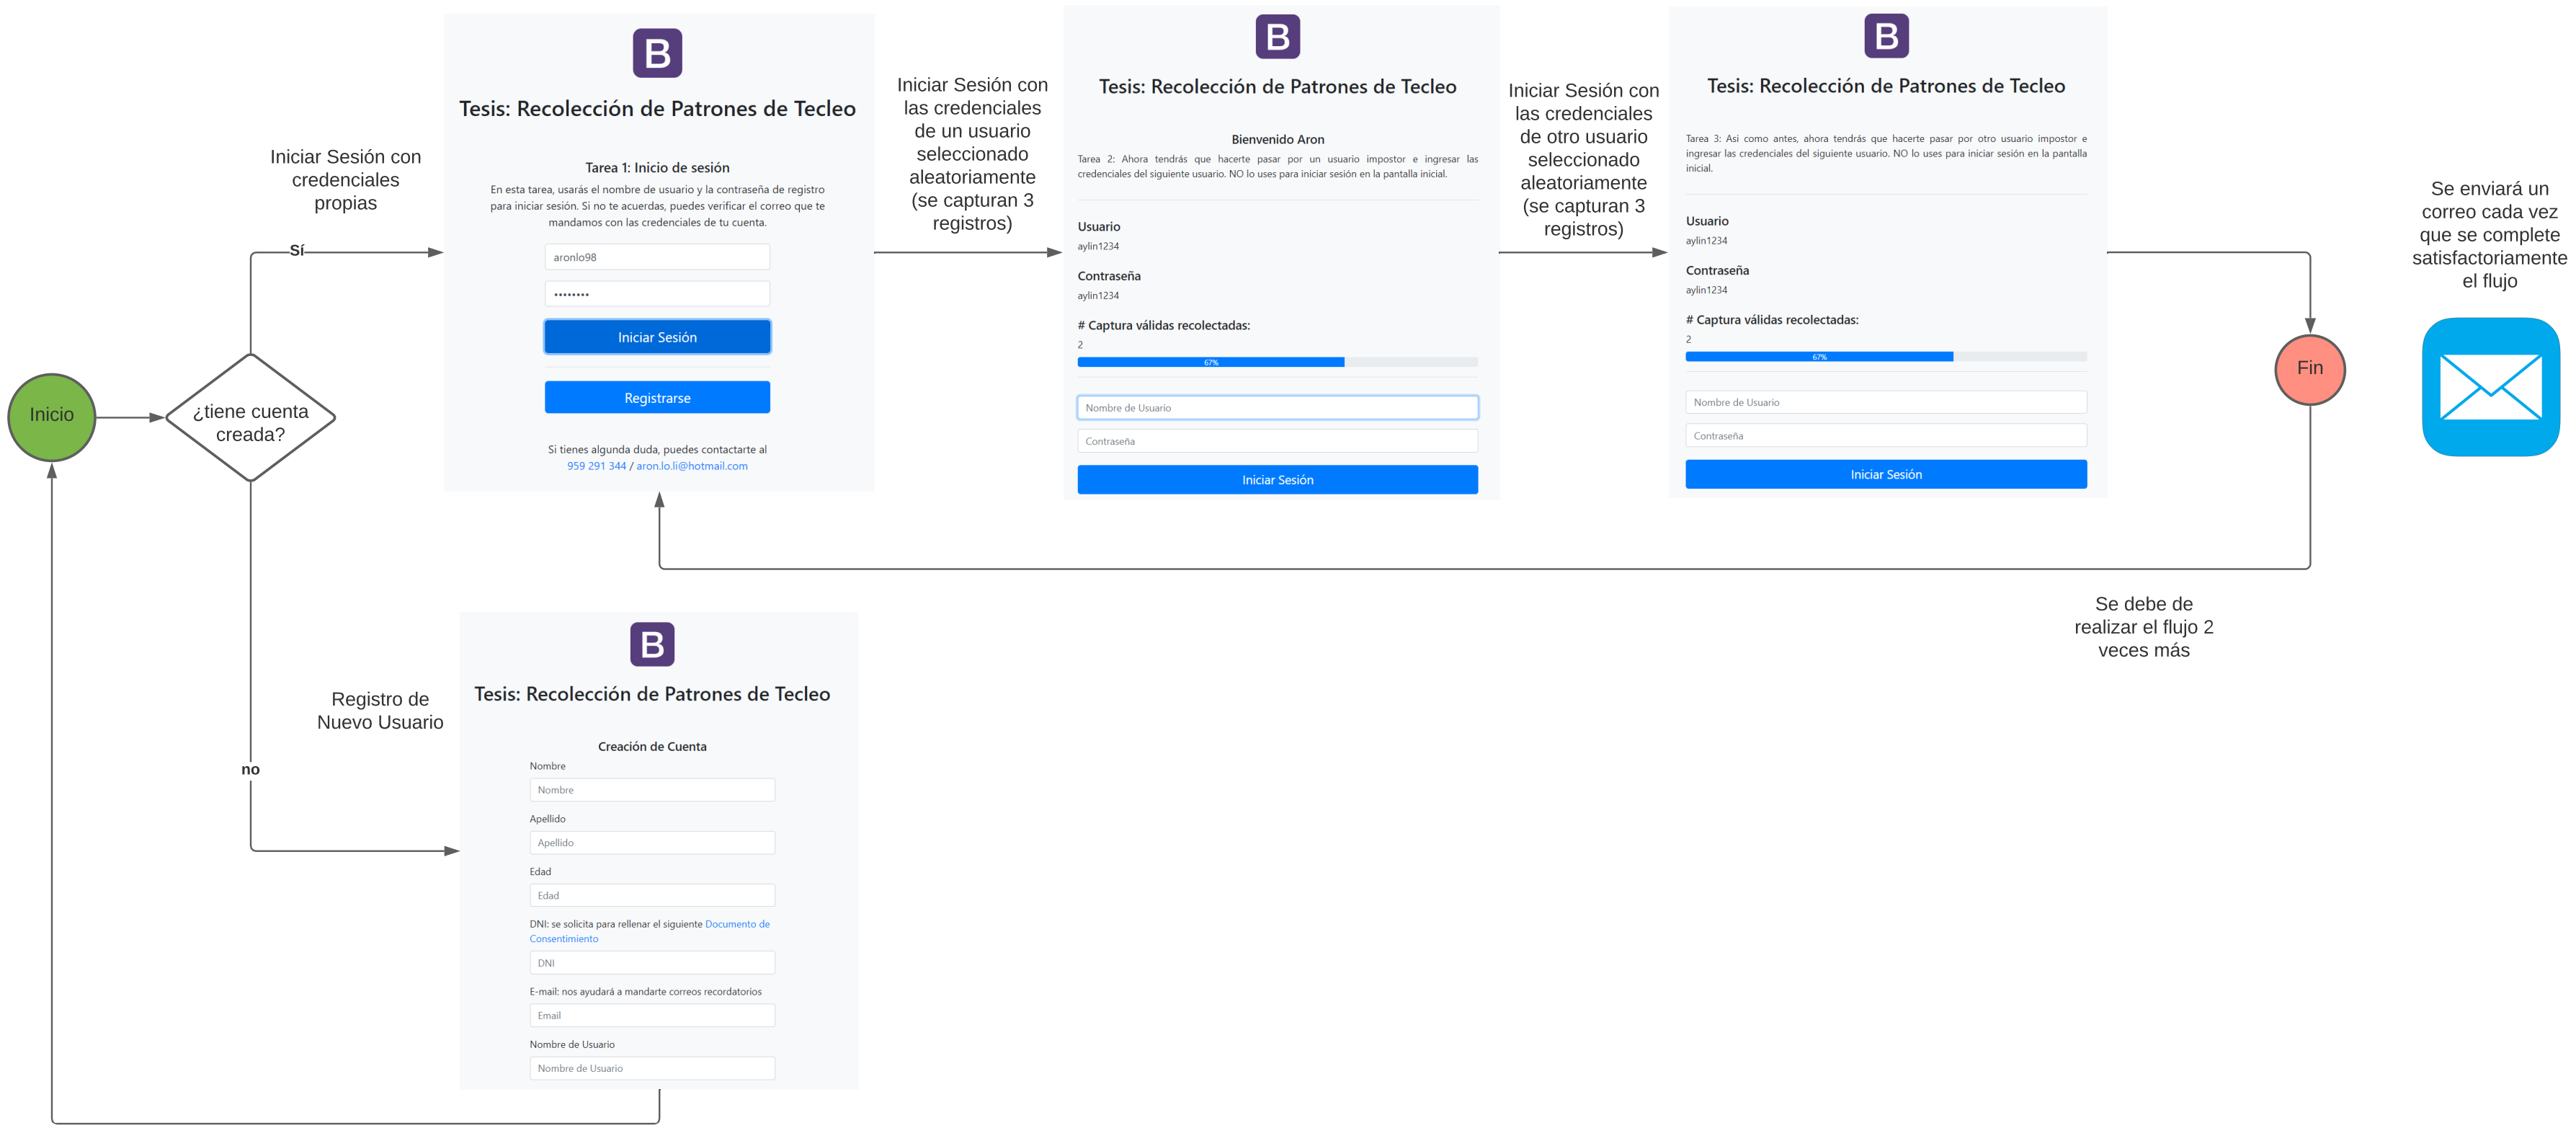 Inicio
¿tiene cuenta
creada?
Sí
no
Iniciar Sesión con
credenciales
propias
B
Tesis: Recolección de Patrones de Tecleo
Tarea 1: Inicio de sesión
En esta tarea, usarás el nombre de usuario y la contraseña de registro
para iniciar sesión. Si no te acuerdas, puedes verificar el correo que te
mandamos con las credenciales de tu cuenta.
aronlo98
••••••••
Iniciar Sesión
Registrarse
Si tienes alguna duda, puedes contactarte al
959 291 344 / aron.lo.li@hotmail.com
Iniciar Sesión con
las credenciales
de un usuario
seleccionado
aleatoriamente
(se capturan 3
registros)
B
Tesis: Recolección de Patrones de Tecleo
Bienvenido Aron
Tarea 2: Ahora tendrás que hacerte pasar por un usuario impostor e ingresar las
credenciales del siguiente usuario. NO lo uses para iniciar sesión en la pantalla inicial.
Usuario
aylin1234
Contraseña
aylin1234
# Captura válidas recolectadas:
2
67%
Nombre de Usuario
Contraseña
Iniciar Sesión
Iniciar Sesión con
las credenciales
de otro usuario
seleccionado
aleatoriamente
(se capturan 3
registros)
B
Tesis: Recolección de Patrones de Tecleo
Tarea 3: Asi como antes, ahora tendrás que hacerte pasar por otro usuario impostor e
ingresar las credenciales del siguiente usuario. NO lo uses para iniciar sesión en la pantalla
inicial.
Usuario
aylin1234
Contraseña
aylin1234
# Captura válidas recolectadas:
2
67%
Nombre de Usuario
Contraseña
Iniciar Sesión
Fin
Se enviará un
correo cada vez
que se complete
satisfactoriamente
el flujo
Se debe de
realizar el flujo 2
veces más
Registro de
Nuevo Usuario
B
Tesis: Recolección de Patrones de Tecleo
Creación de Cuenta
Nombre
Nombre
Apellido
Apellido
Edad
Edad
DNI: se solicita para rellenar el siguiente Documento de
Consentimiento
DNI
E-mail: nos ayudará a mandarte correos recordatorios
Email
Nombre de Usuario
Nombre de Usuario